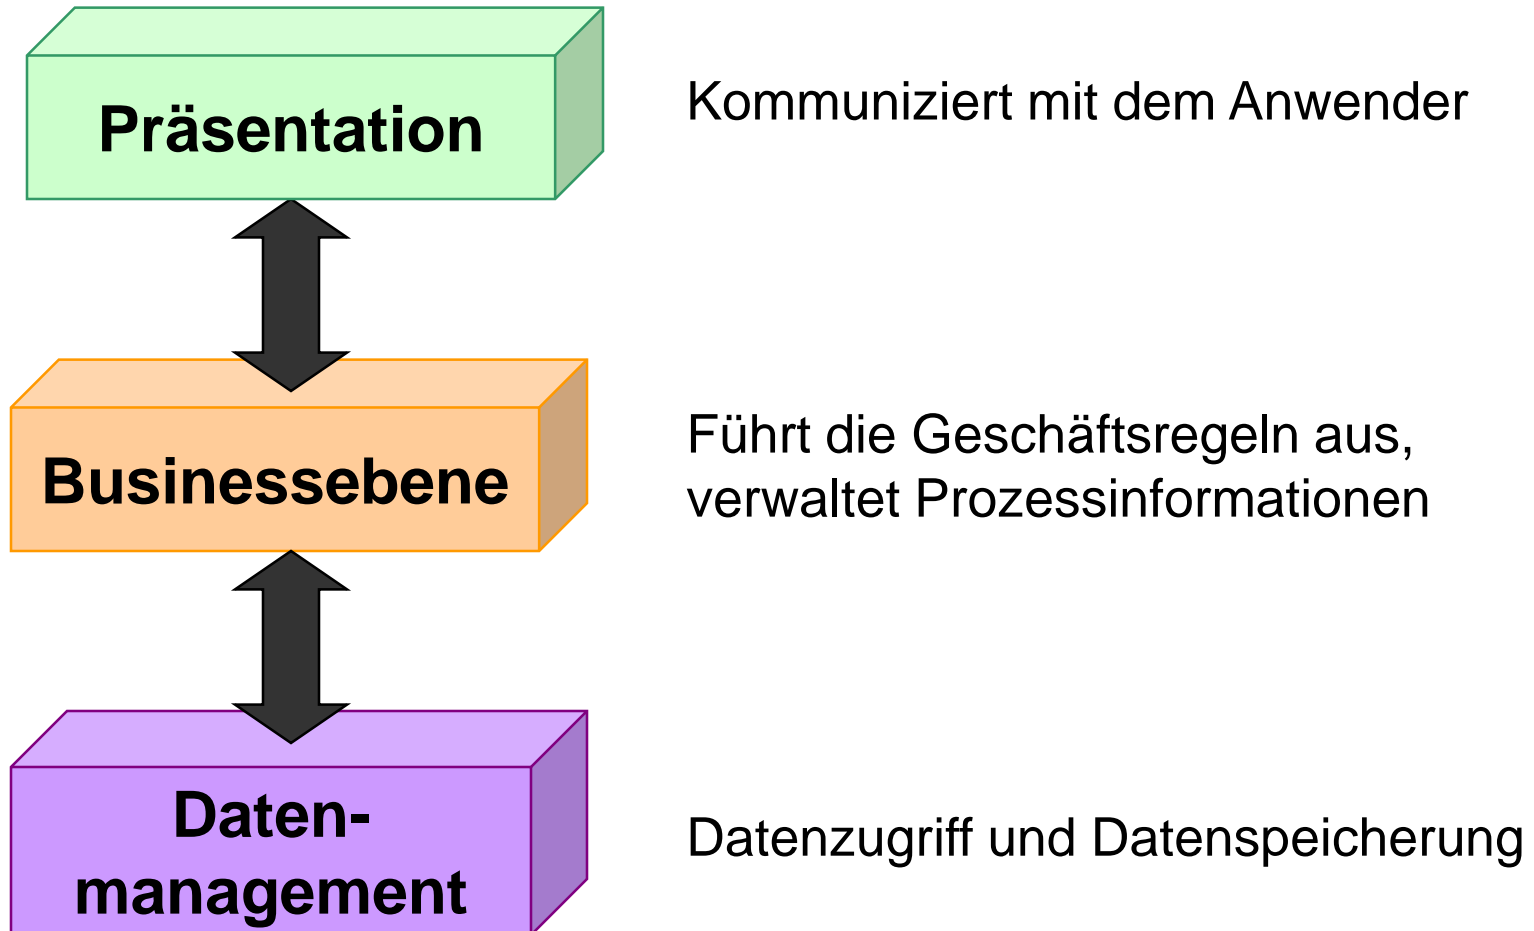 Präsentation
Kommuniziert mit dem Anwender
Businessebene
Führt die Geschäftsregeln aus,
verwaltet Prozessinformationen
Daten-
management
Datenzugriff und Datenspeicherung